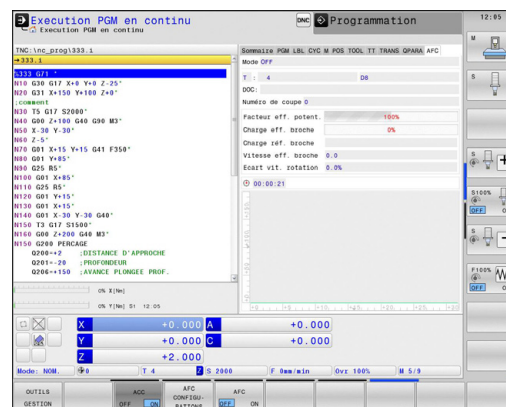 Execution PGM en continu
Execution PGM en continu
DNC
Programmation
12:05
TNC:\nc_prog\333.i
→333.i
%333 G71 *
N10 G30 G17 X+0 Y+0 Z-25*
N20 G31 X+150 Y+100 Z+0*
;comment
N30 T5 G17 S2000*
N40 G00 Z+100 G40 G90 M3*
N50 X-30 Y-30*
N60 Z-5*
N70 G01 X+15 Y+15 G41 F350*
N80 G01 Y+85*
N90 G25 R5*
N100 G01 X+85*
N110 G25 R5*
N120 G01 Y+15*
N130 G01 X+15*
N140 G01 X-30 Y-30 G40*
N150 T3 G17 S1500*
N160 G00 Z+200 G40 M3*
N150 G200 PERCAGE
Q200=+2 ;DISTANCE D'APPROCHE
Q201=-20 ;PROFONDEUR
Q206=+150 ;AVANCE PLONGEE PROF.
0% X[Nm]
0% Y[Nm] S1 12:05
Sommaire PGM LBL CYC M POS TOOL TT TRANS QPARA AFC
Mode OFF
T : 4 D8
DOC:
Numéro de coupe 0
Facteur eff. potent. 100%
Charge eff. broche 0%
Charge réf. broche
Vitesse eff. broche 0.0
Ecart vit. rotation 0.0%
00:00:21
X +0.000 A +0.000
Y +0.000 C +0.000
Z +2.000
Mode: NOM. 0 T 4 Z S 2000 F 0mm/min Ovr 100% M 5/9
OUTILS
GESTION
ACC
OFF ON
AFC
CONFIGU-
RATIONS
AFC
OFF ON
M
S
S
S100%
OFF ON
S
F100%
OFF ON